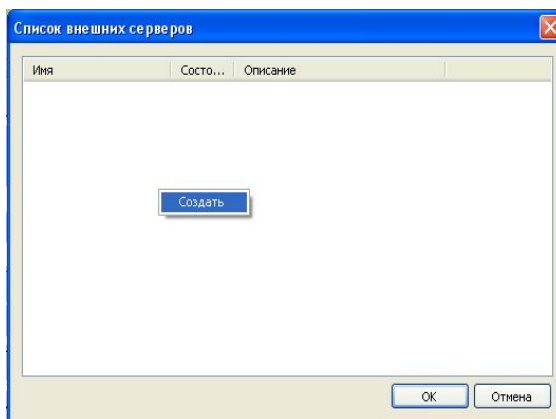 Список внешних серверов
Имя Состо... Описание
Создать
OK Отмена